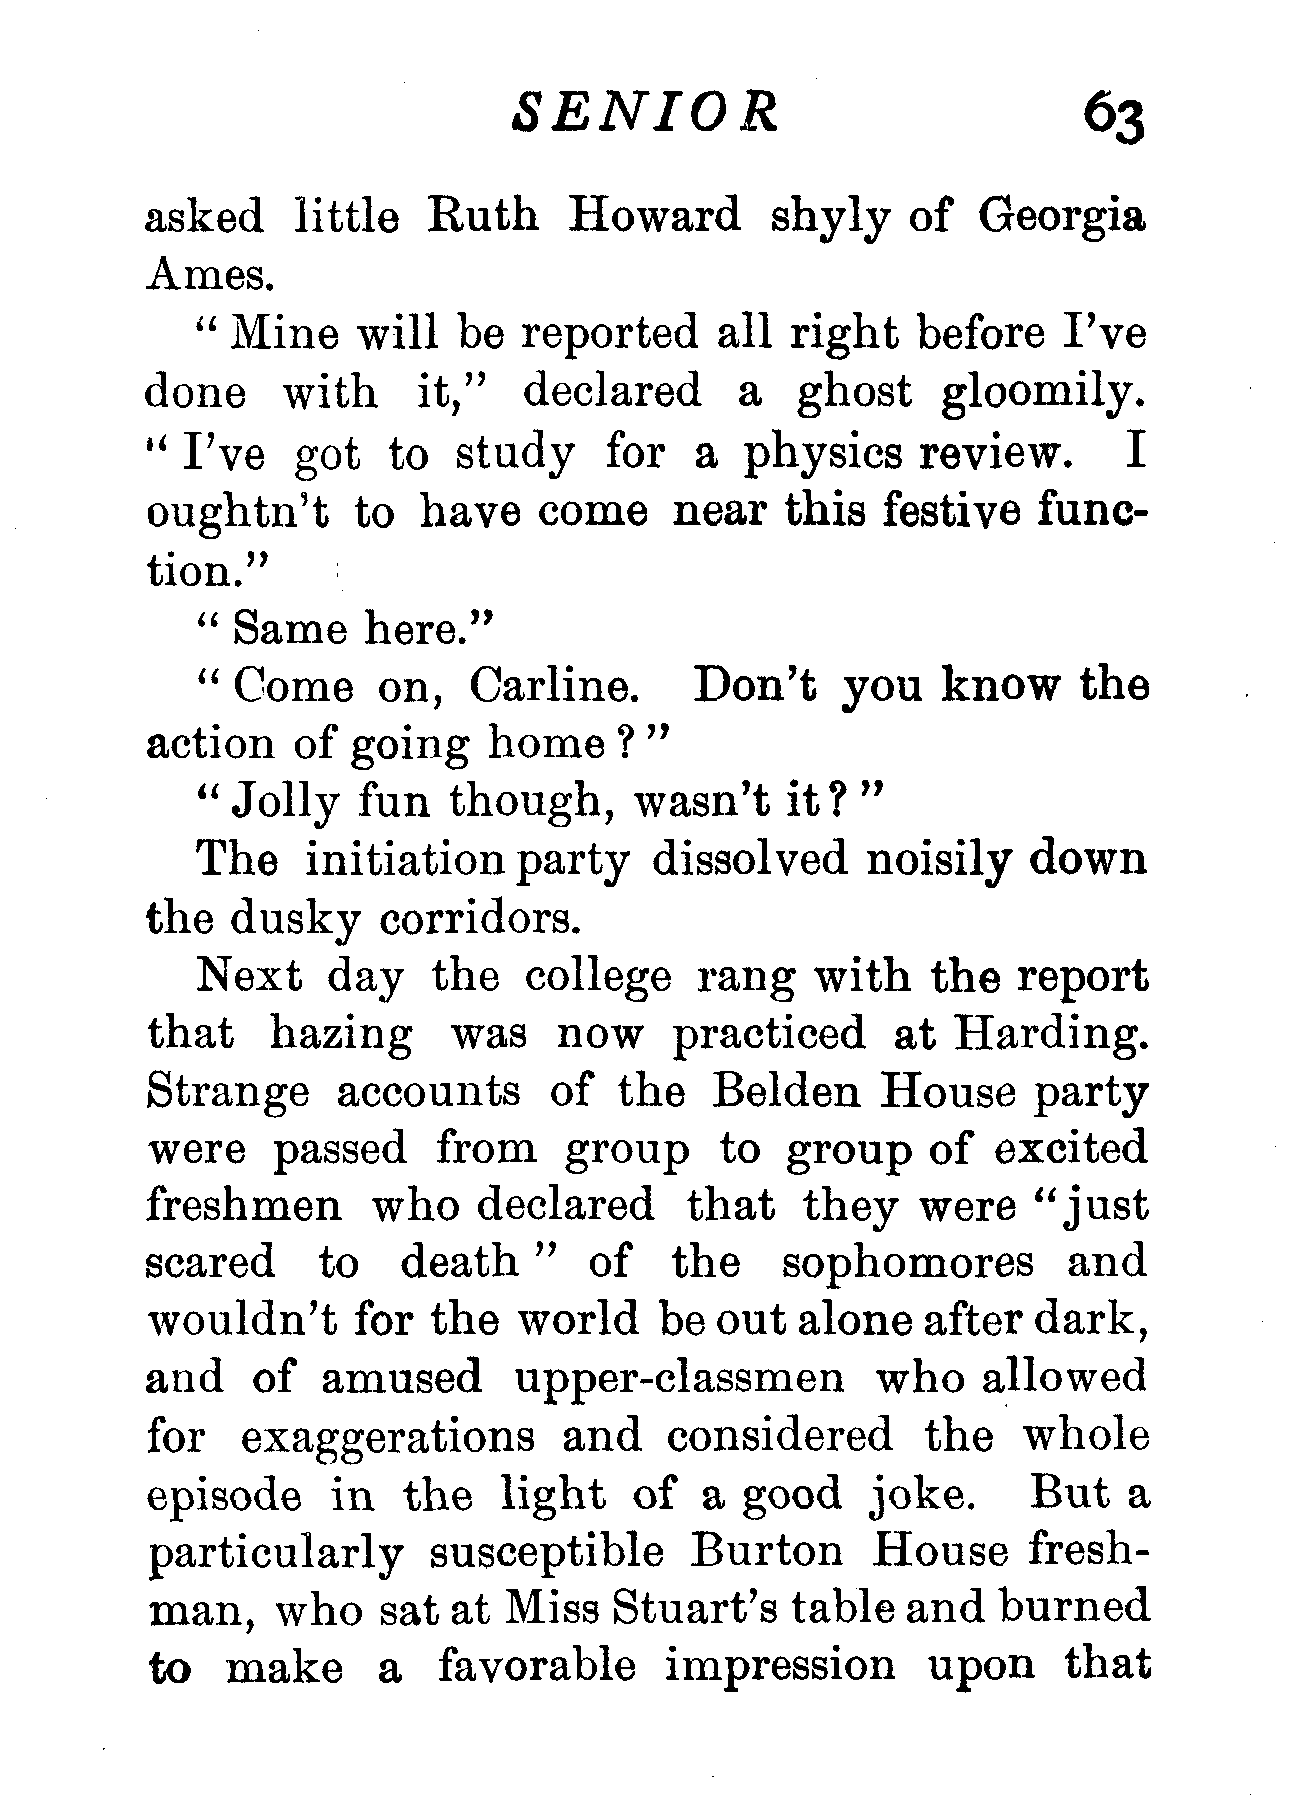 SENIOR 63
asked little Ruth Howard shyly of Georgia
Ames.
" Mine will be reported all right before I've
done with it," declared a ghost gloomily.
" I've got to study for a physics review. I
oughtn't to have come near this festive func-
tion."
" Same here."
" Come on, Carline. Don't you know the
action of going home ? "
" Jolly fun though, wasn't it ? "
The initiation party dissolved noisily down
the dusky corridors.
Next day the college rang with the report
that hazing was now practiced at Harding.
Strange accounts of the Belden House party
were passed from group to group of excited
freshmen who declared that they were " just
scared to death " of the sophomores and
wouldn't for the world be out alone after dark,
and of amused upper-classmen who allowed
for exaggerations and considered the whole
episode in the light of a good joke. But a
particularly susceptible Burton House fresh-
man, who sat at Miss Stuart's table and burned
to make a favorable impression upon that